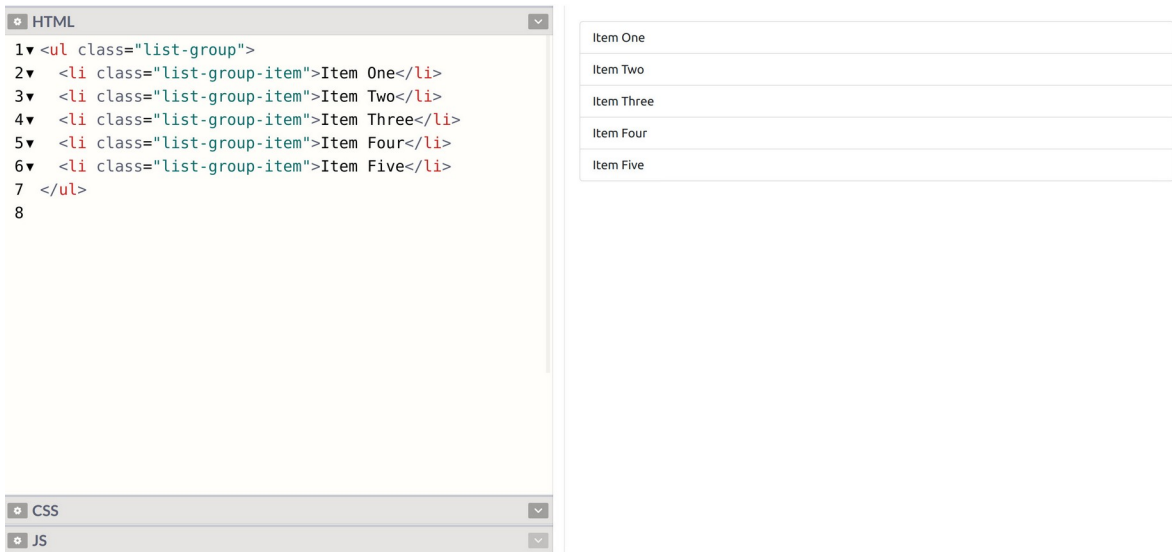 HTML
1 <ul class="list-group">
2   <li class="list-group-item">Item One</li>
3   <li class="list-group-item">Item Two</li>
4   <li class="list-group-item">Item Three</li>
5   <li class="list-group-item">Item Four</li>
6   <li class="list-group-item">Item Five</li>
7 </ul>
8
CSS
JS
Item One
Item Two
Item Three
Item Four
Item Five